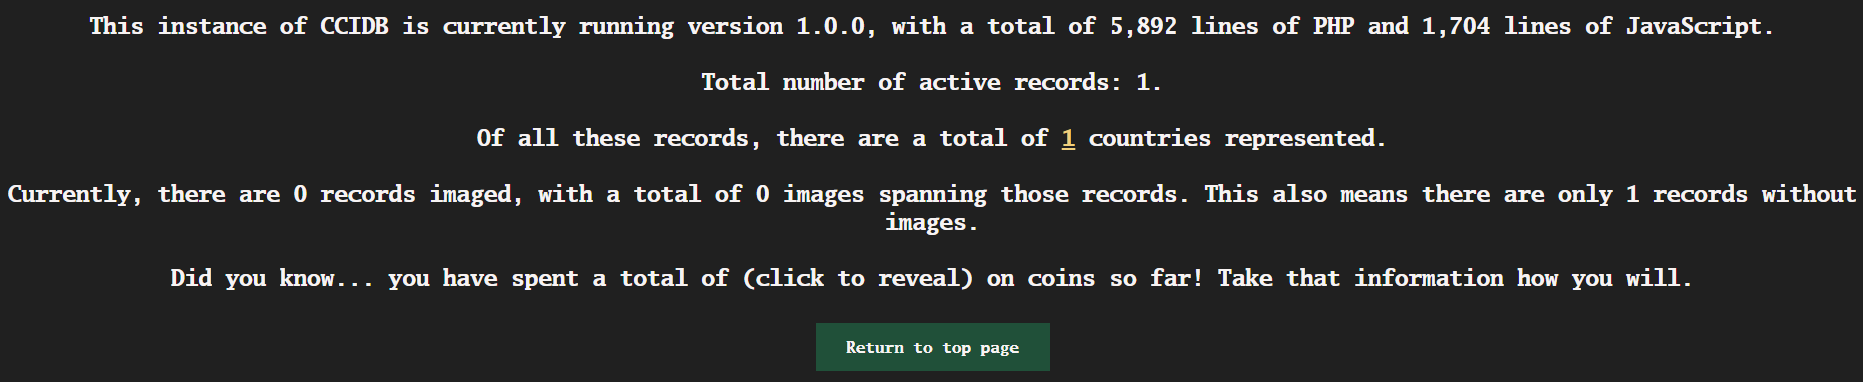 This instance of CCIDB is currently running version 1.0.0, with a total of 5,892 lines of PHP and 1,704 lines of JavaScript.
Total number of active records: 1.
Of all these records, there are a total of 1 countries represented.
Currently, there are 0 records imaged, with a total of 0 images spanning those records. This also means there are only 1 records without
images.
Did you know... you have spent a total of (click to reveal) on coins so far! Take that information how you will.
Return to top page